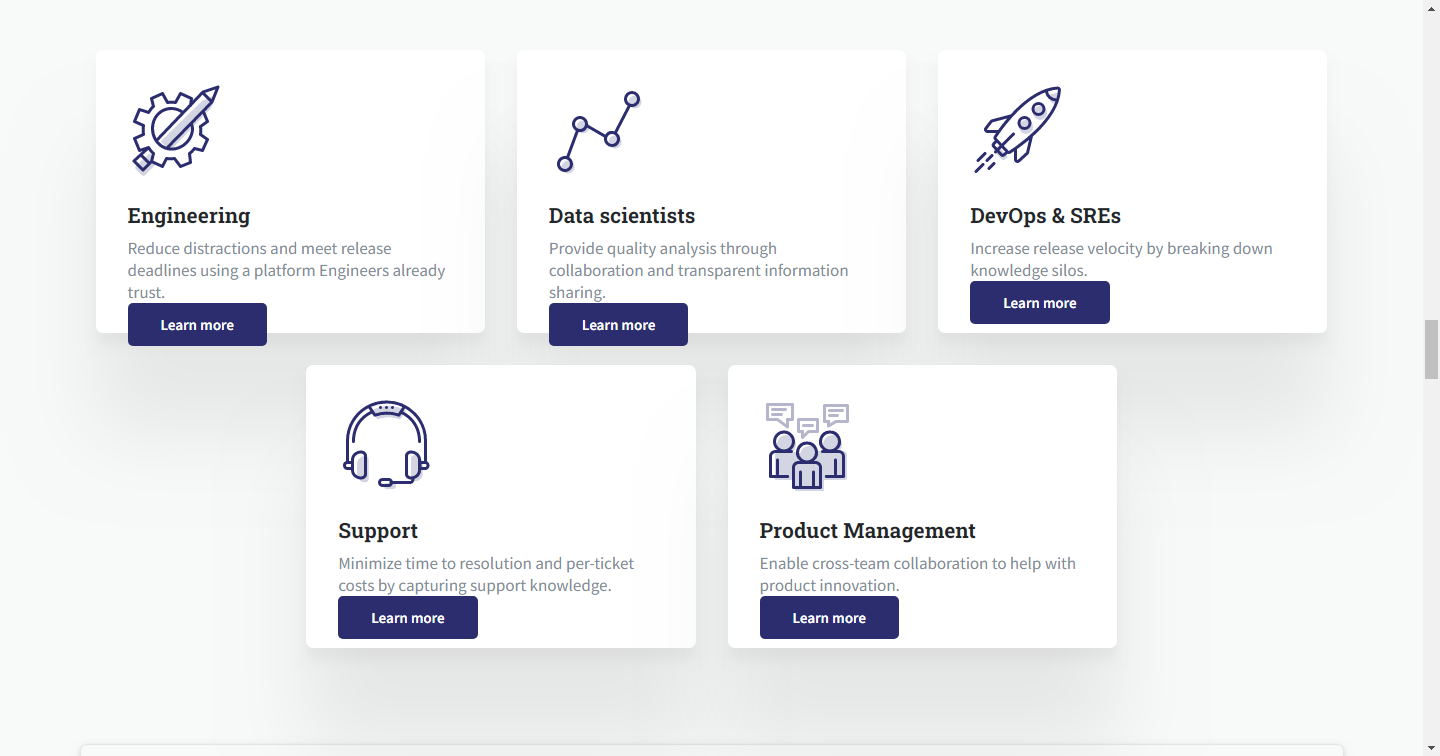 Engineering
Reduce distractions and meet release
deadlines using a platform Engineers already
trust.
Learn more
Data scientists
Provide quality analysis through
collaboration and transparent information
sharing.
Learn more
DevOps & SREs
Increase release velocity by breaking down
knowledge silos.
Learn more
Support
Minimize time to resolution and per-ticket
costs by capturing support knowledge.
Learn more
Product Management
Enable cross-team collaboration to help with
product innovation.
Learn more